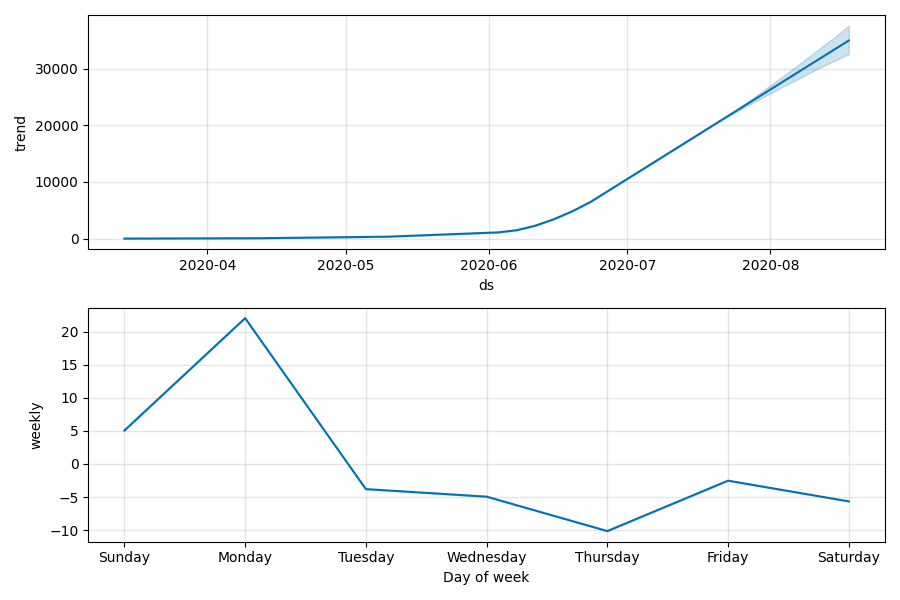 30000
20000
10000
0
trend
2020-04 2020-05 2020-06 2020-07 2020-08
ds
20
15
10
5
0
−5
−10
weekly
Sunday Monday Tuesday Wednesday Thursday Friday Saturday
Day of week